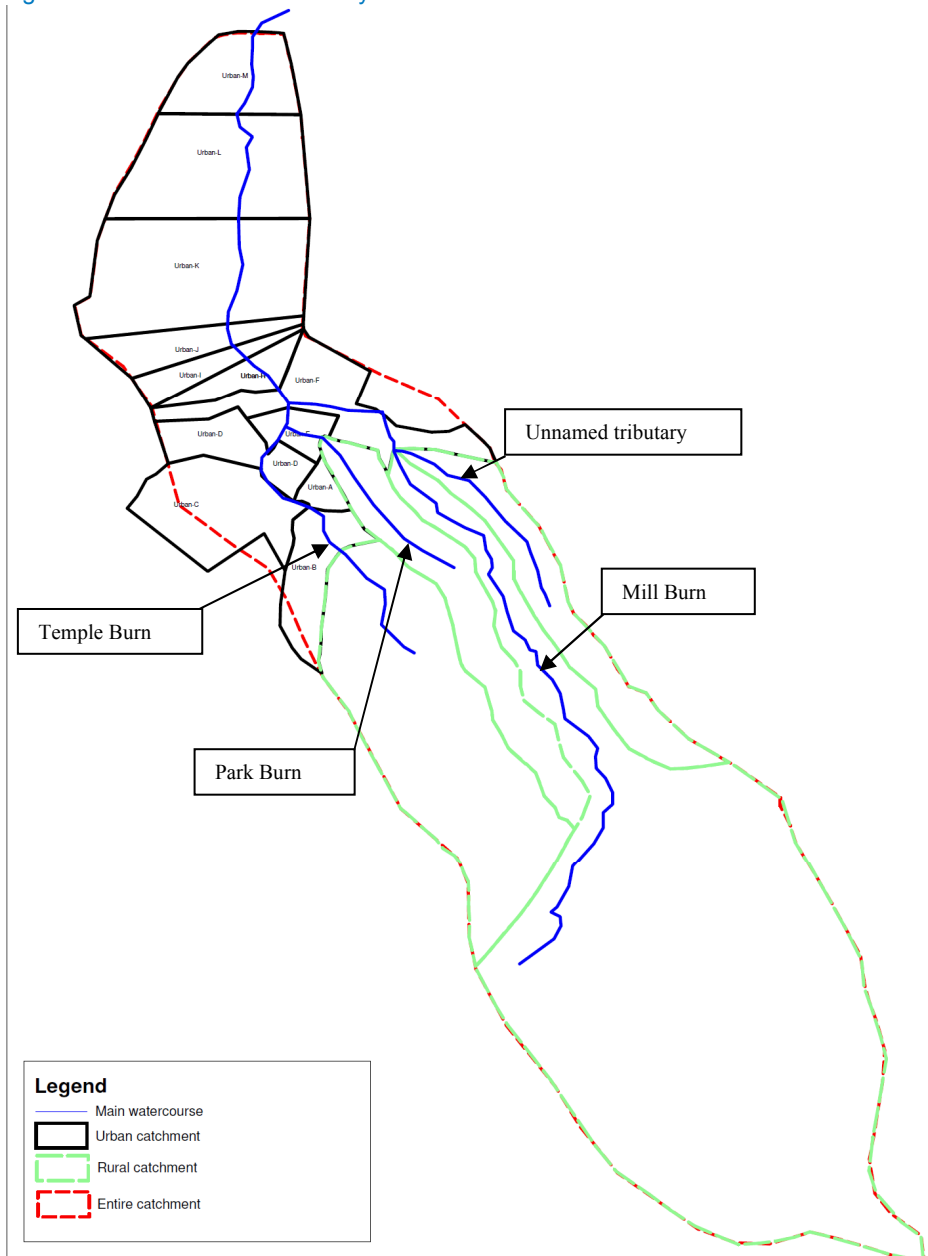 Urban-M
Urban-L
Urban-K
Urban-J
Urban-I
Urban-H
Urban-F
Unnamed tributary
Urban-D
Urban-D
Urban-A
Urban-C
Urban-B
Mill Burn
Temple Burn
Park Burn
Legend
Main watercourse
Urban catchment
Rural catchment
Entire catchment